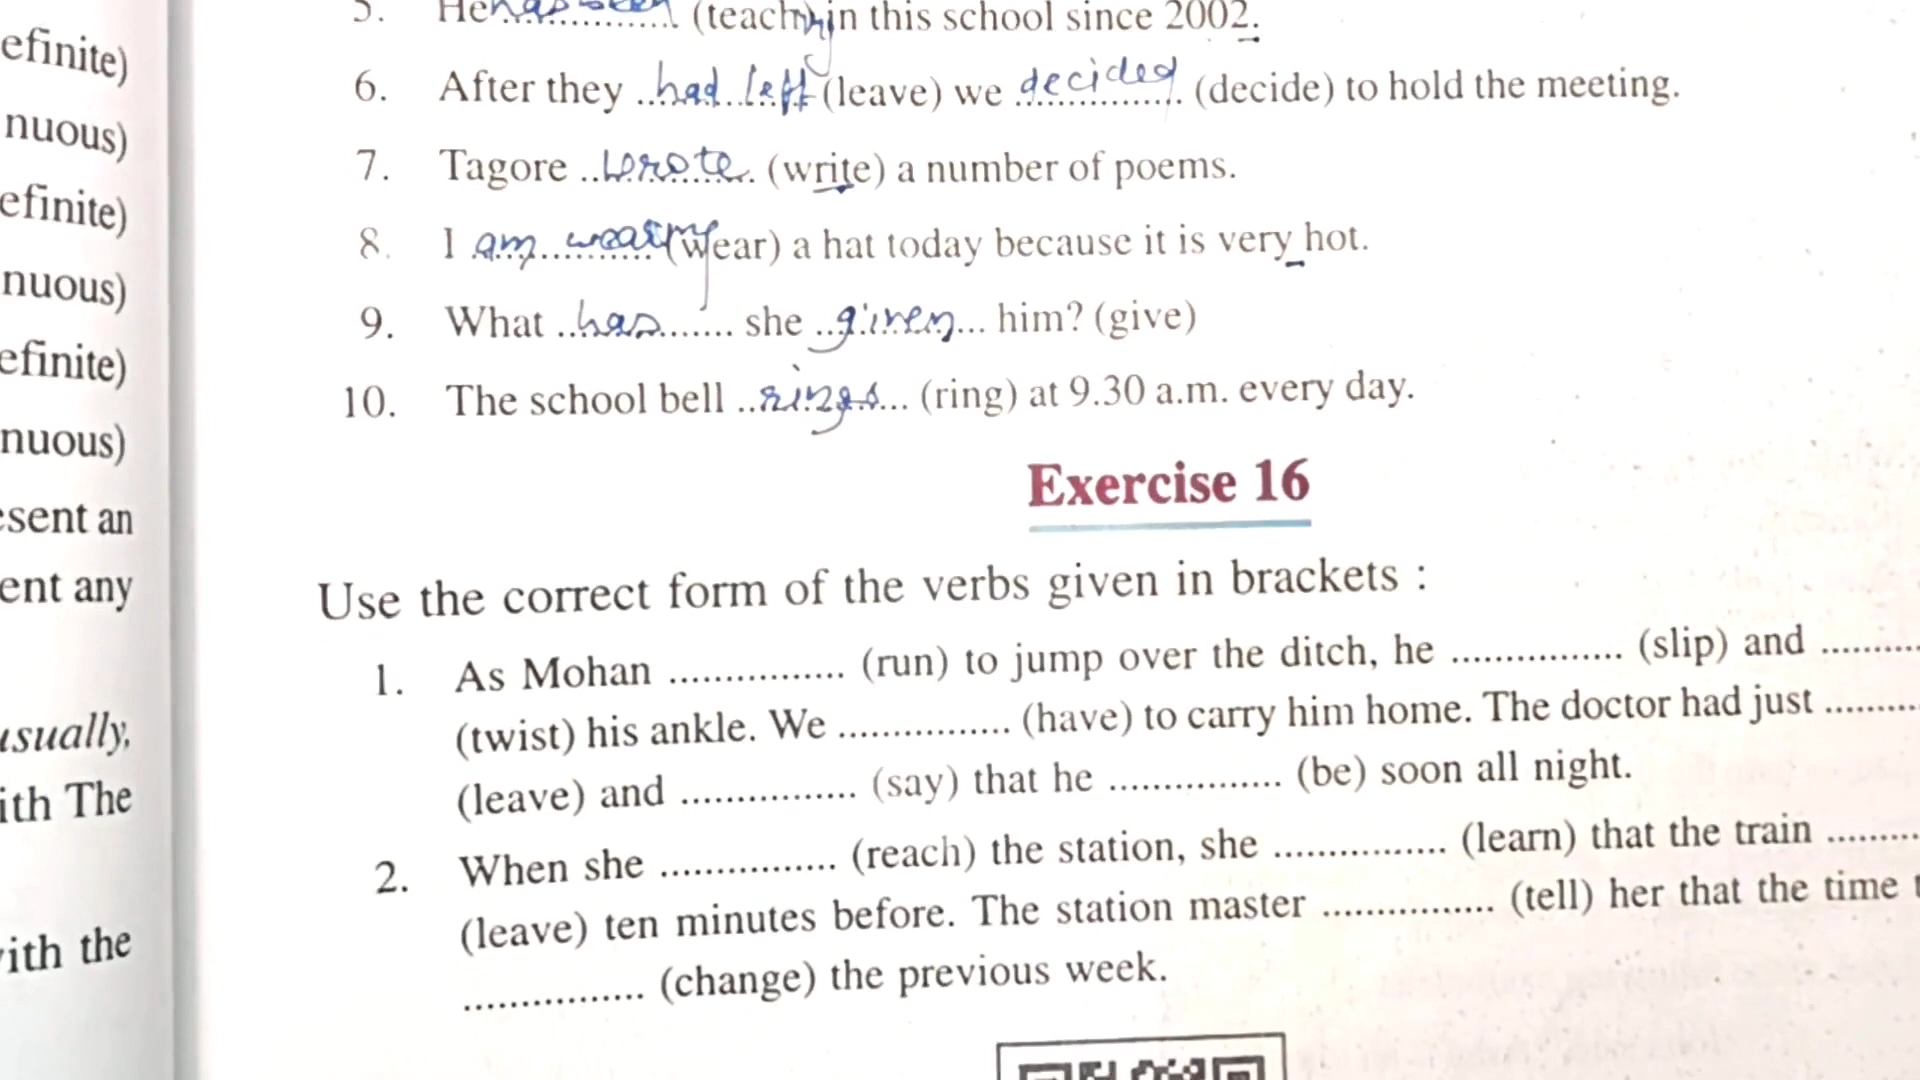 efinite)
nuous)
efinite)
nuous)
efinite)
nuous)
sent an
ent any
usually,
ith The
ith the
5. He has been (teach) in this school since 2002.
6. After they had left (leave) we decided (decide) to hold the meeting.
7. Tagore ..wrote. (write) a number of poems.
8. I am wearing (wear) a hat today because it is very hot.
9. What ..has....... she ..given... him? (give)
10. The school bell ..rings... (ring) at 9.30 a.m. every day.
Exercise 16
Use the correct form of the verbs given in brackets :
1. As Mohan ................ (run) to jump over the ditch, he ................ (slip) and .........
(twist) his ankle. We ................ (have) to carry him home. The doctor had just .........
(leave) and ................ (say) that he ................ (be) soon all night.
2. When she ................ (reach) the station, she ................ (learn) that the train .........
(leave) ten minutes before. The station master ................ (tell) her that the time
................ (change) the previous week.